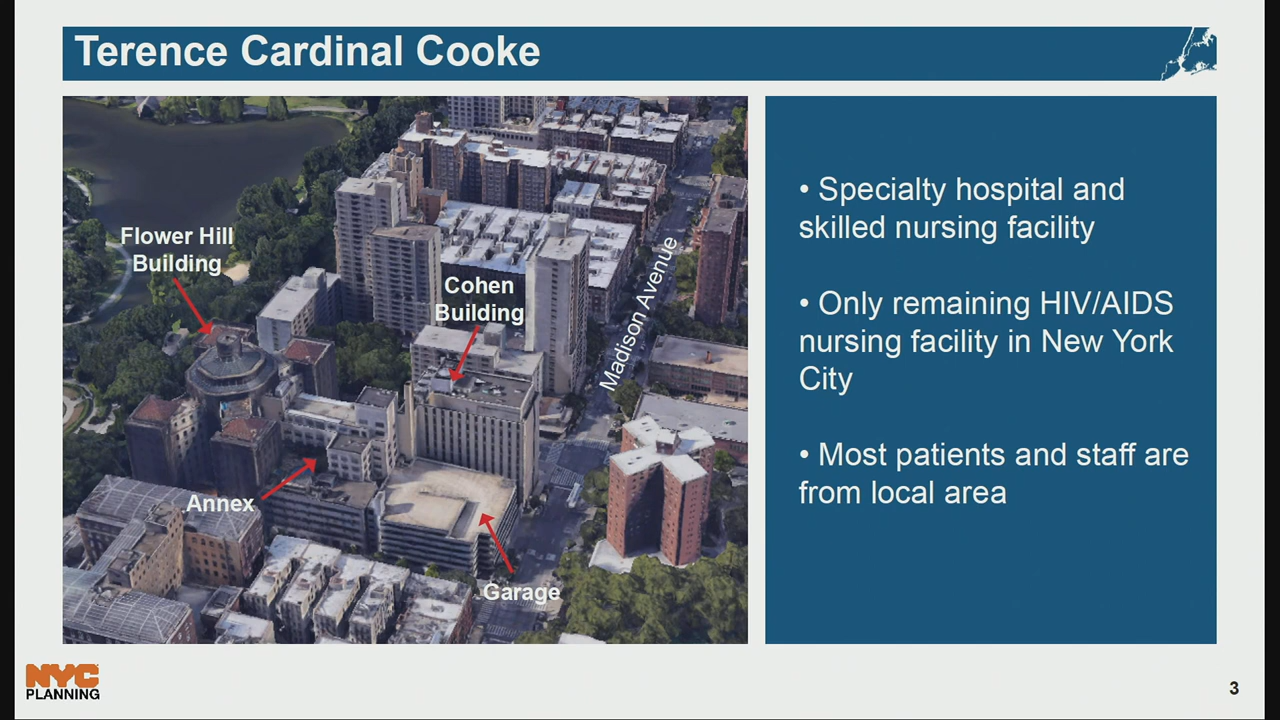 Terence Cardinal Cooke
Flower Hill
Building
Cohen
Building
Madison Avenue
Annex
Garage
• Specialty hospital and
skilled nursing facility
• Only remaining HIV/AIDS
nursing facility in New York
City
• Most patients and staff are
from local area
NYC
PLANNING
3